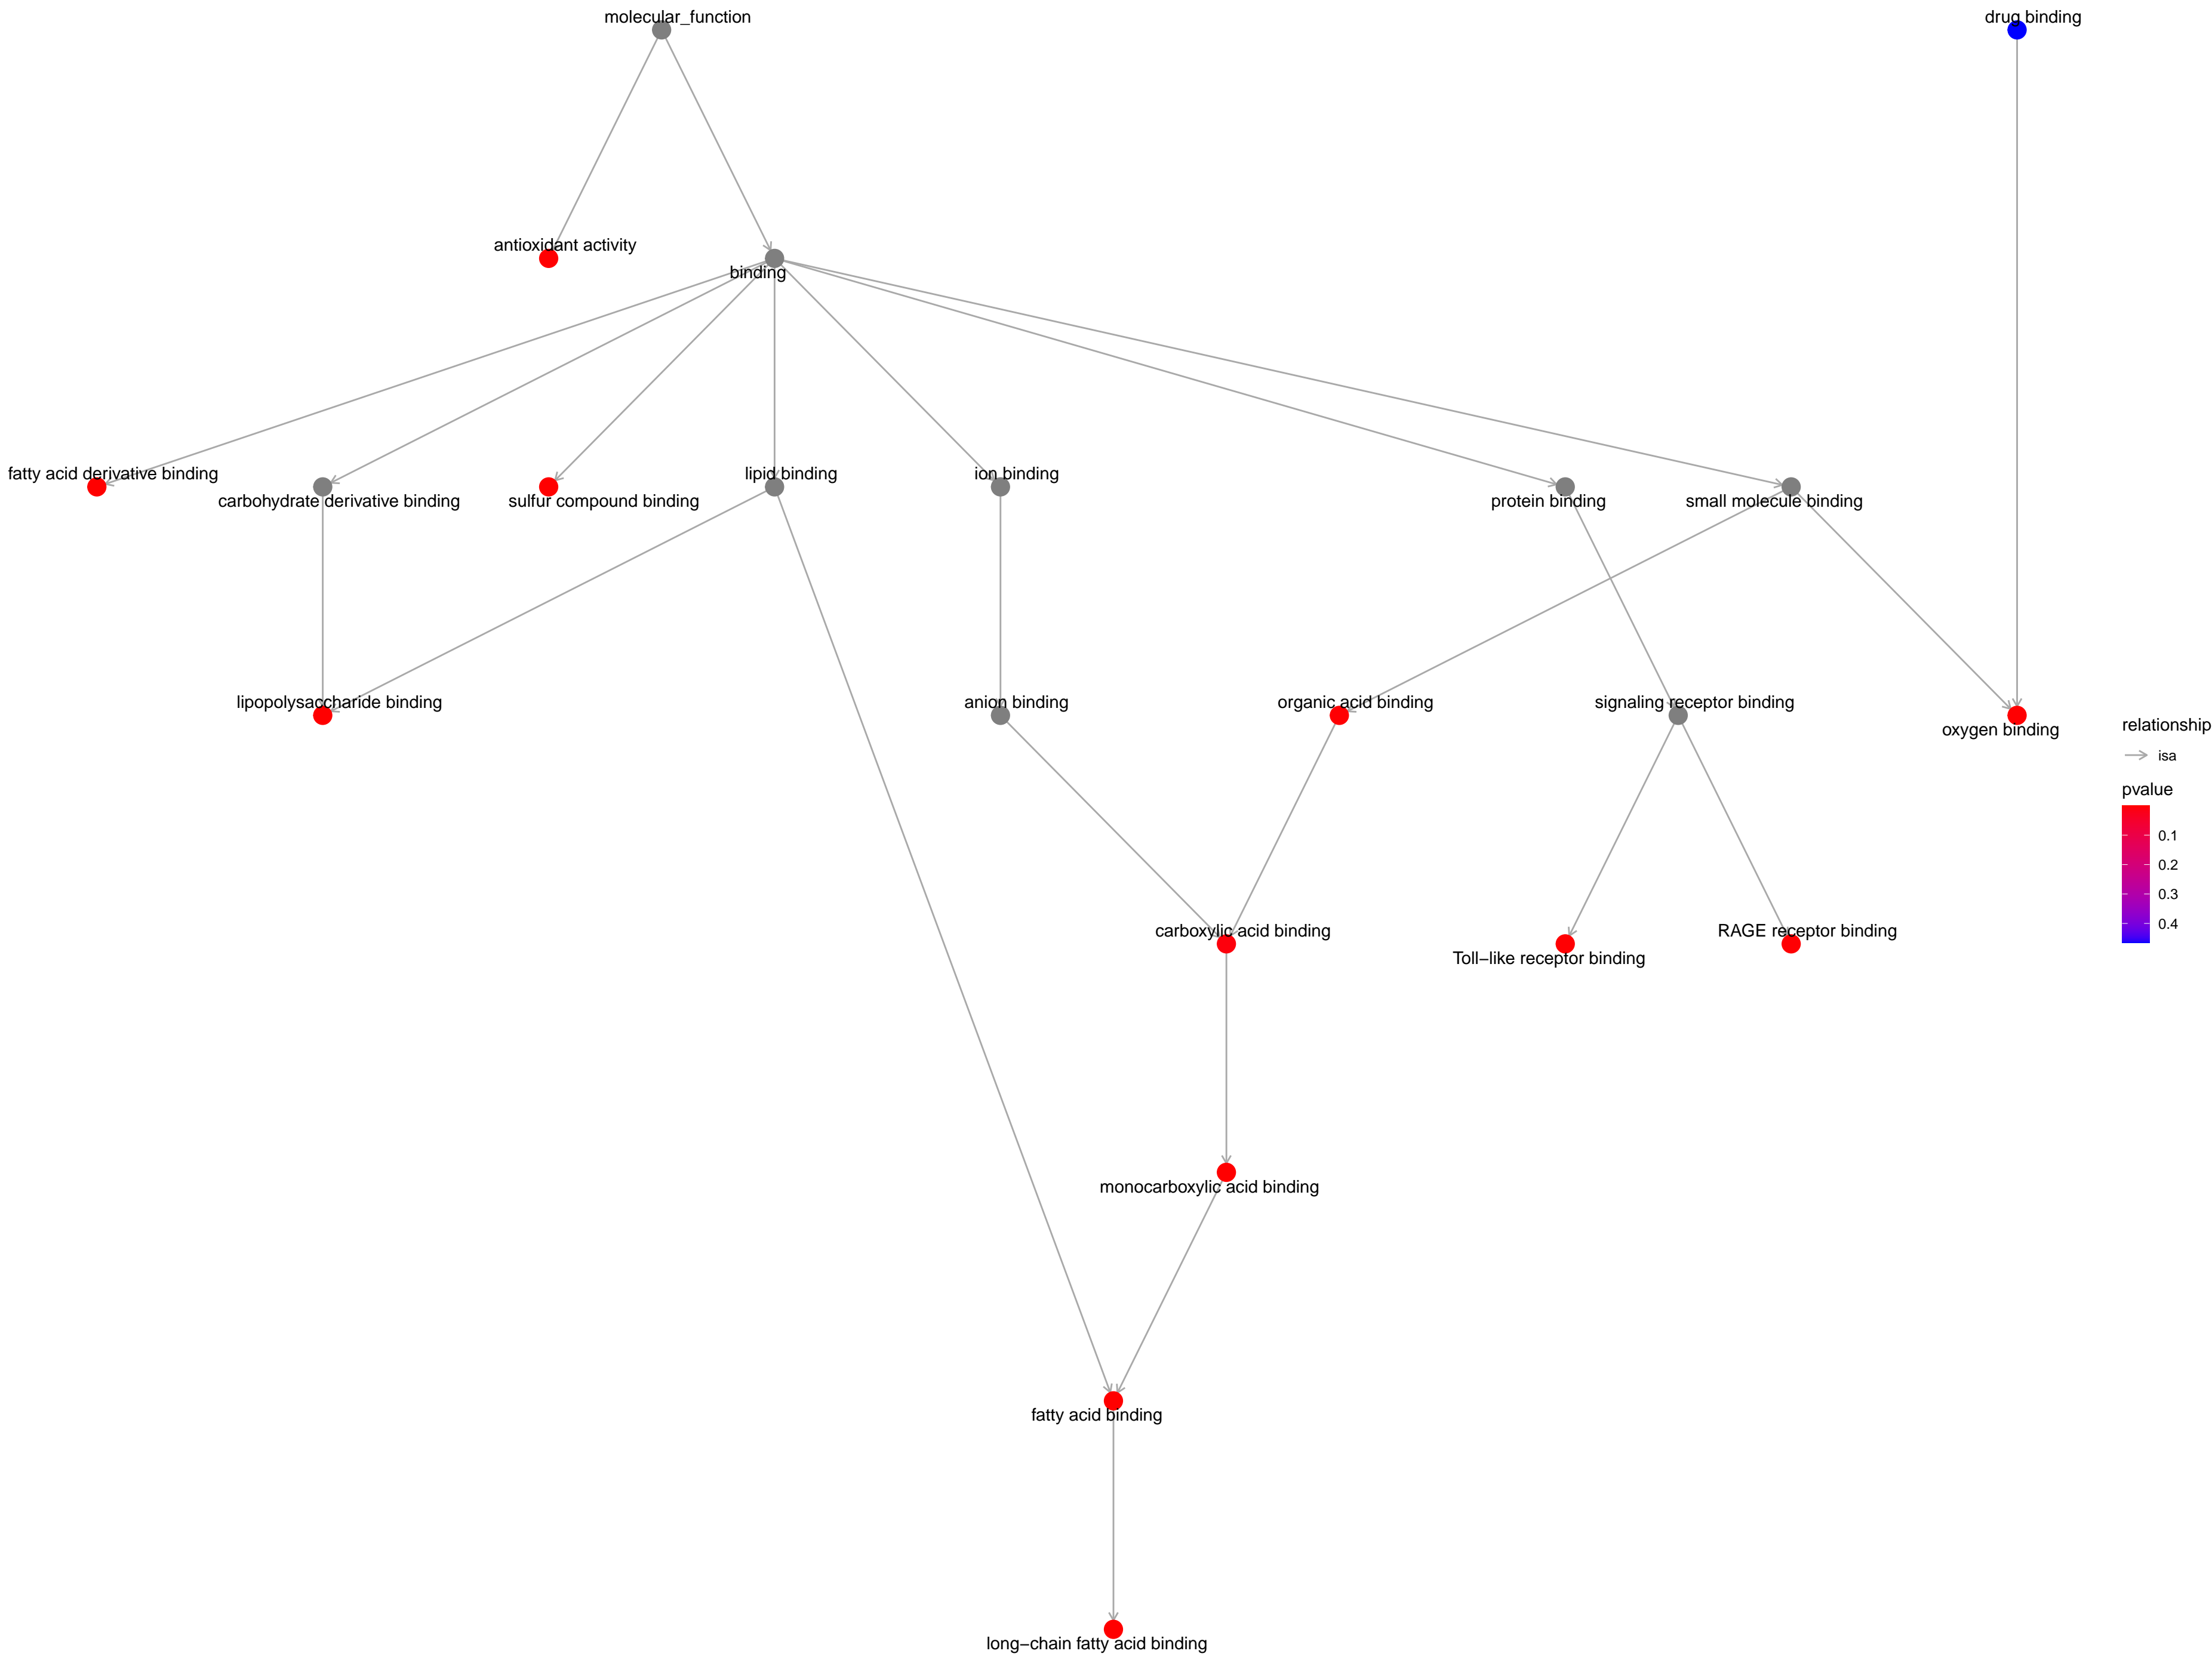 molecular_function
drug binding
antioxidant activity
binding
fatty acid derivative binding
lipid binding
ion binding
carbohydrate derivative binding
sulfur compound binding
protein binding
small molecule binding
lipopolysaccharide binding
anion binding
organic acid binding
signaling receptor binding
oxygen binding
relationship
isa
pvalue
0.1
0.2
0.3
0.4
carboxylic acid binding
RAGE receptor binding
Toll−like receptor binding
monocarboxylic acid binding
fatty acid binding
long−chain fatty acid binding